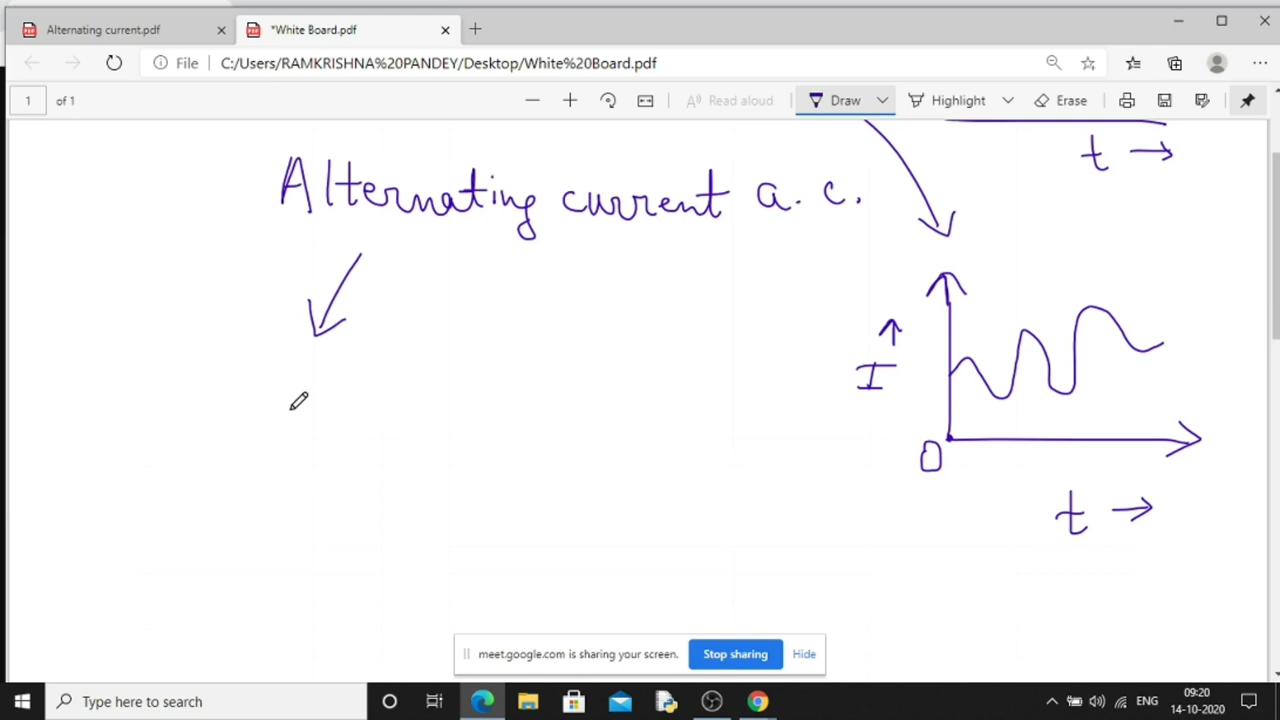 Alternating current.pdf
*White Board.pdf
File
C:/Users/RAMKRISHNA%20PANDEY/Desktop/White%20Board.pdf
1 of 1
Read aloud
Draw
Highlight
Erase
t →
Alternating current a. c.
I
0
t →
meet.google.com is sharing your screen. Stop sharing Hide
Type here to search
ENG
09:20
14-10-2020